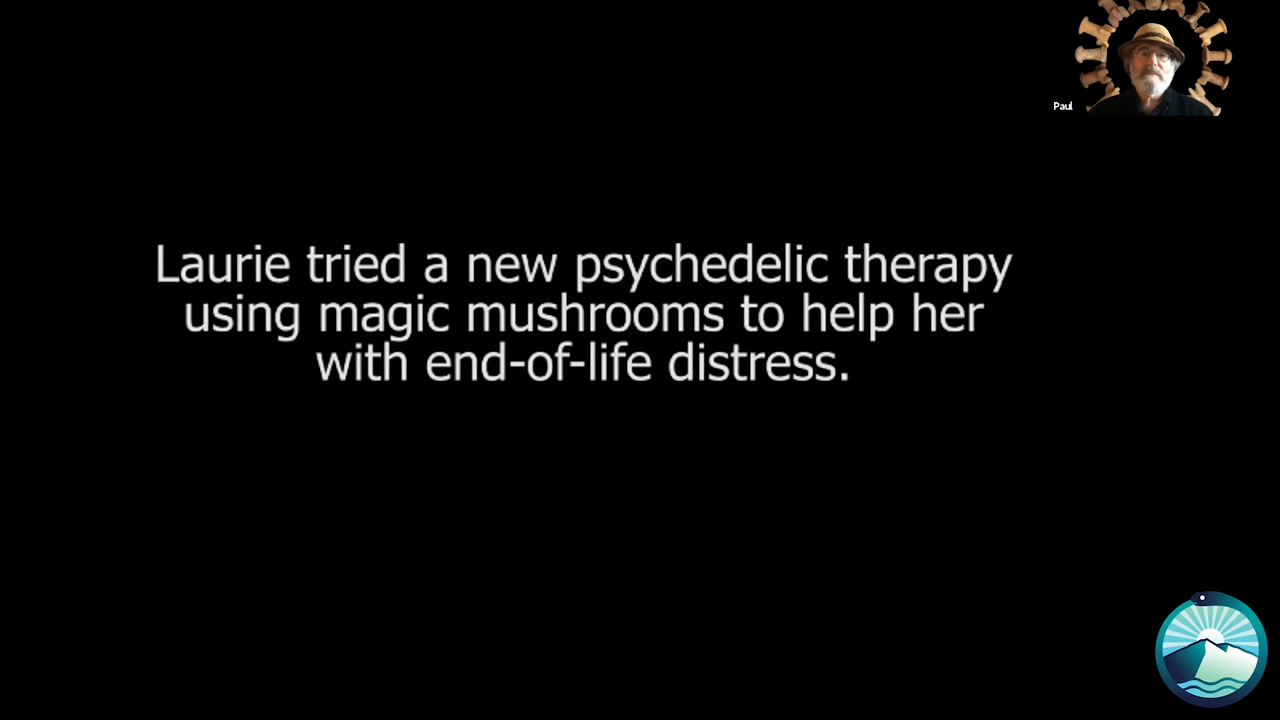 Paul
Laurie tried a new psychedelic therapy
using magic mushrooms to help her
with end-of-life distress.